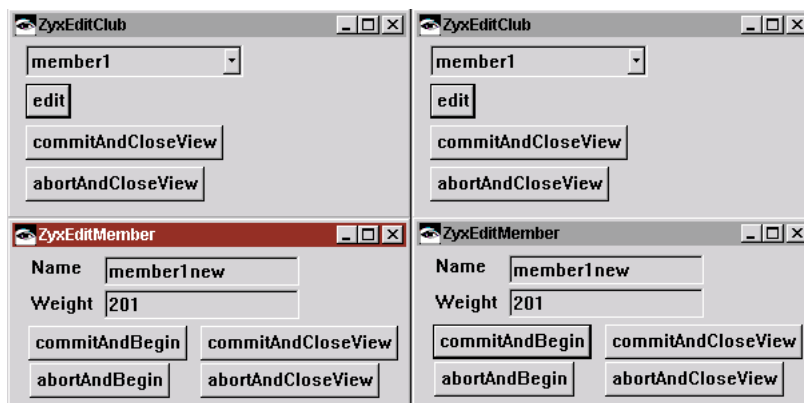 ZyxEditClub
member1
edit
commitAndCloseView
abortAndCloseView
ZyxEditClub
member1
edit
commitAndCloseView
abortAndCloseView
ZyxEditMember
Name member1new
Weight 201
commitAndBegin commitAndCloseView
abortAndBegin abortAndCloseView
ZyxEditMember
Name member1new
Weight 201
commitAndBegin commitAndCloseView
abortAndBegin abortAndCloseView